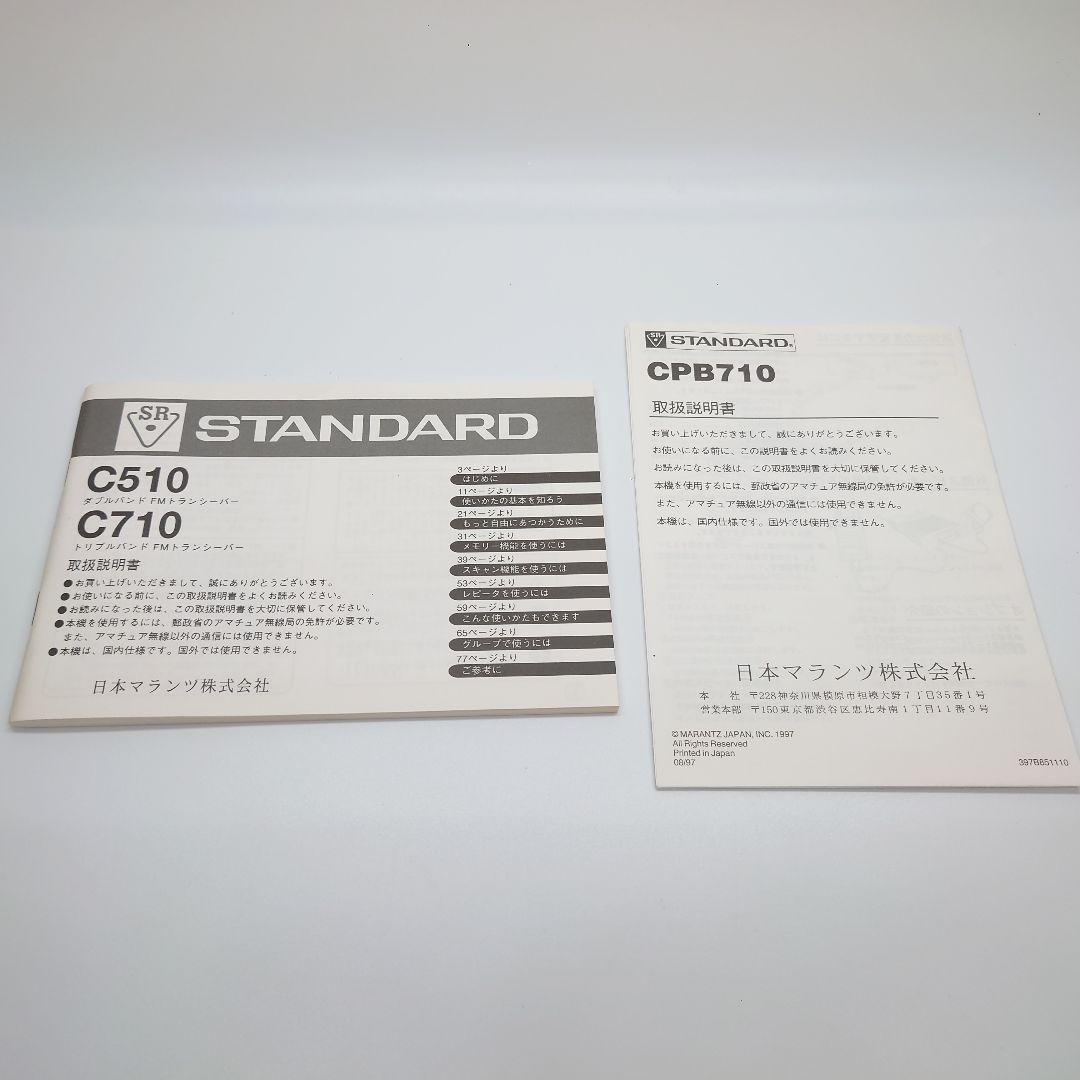 SR
STANDARD
C510
ダブルバンド FMトランシーバー
C710
トリプルバンド FMトランシーバー
取扱説明書
●お買い上げいただきまして、誠にありがとうございます。
●お使いになる前に、この説明書をよくお読みください。
●お読みになった後は、この取扱説明書を大切に保管してください。
●本機を使用するには、郵政省のアマチュア無線局の免許が必要です。
また、アマチュア無線以外の通信には使用できません。
●本機は、国内仕様です。国外では使用できません。
日本マランツ株式会社
3ページより
はじめに
11ページより
使いかたの基本を知ろう
21ページより
もっと自由にあつかうために
31ページより
メモリー機能を使うには
39ページより
スキャン機能を使うには
53ページより
レピータを使うには
59ページより
こんな使いかたもできます
65ページより
グループで使うには
77ページより
ご参考に
SR STANDARD®
CPB710
取扱説明書
お買い上げいただきまして、誠にありがとうございます。
お使いになる前に、この説明書をよくお読みください。
お読みになった後は、この取扱説明書を大切に保管してください。
本機を使用するには、郵政省のアマチュア無線局の免許が必要です。
また、アマチュア無線以外の通信には使用できません。
本機は、国内仕様です。国外では使用できません。
日本マランツ株式会社
本 社 〒228神奈川県模原市相模大野7丁目35番1号
営業本部 〒150東京都渋谷区恵比寿南1丁目11番9号
© MARANTZ JAPAN, INC. 1997
All Rights Reserved
Printed in Japan
08/97
397B851110